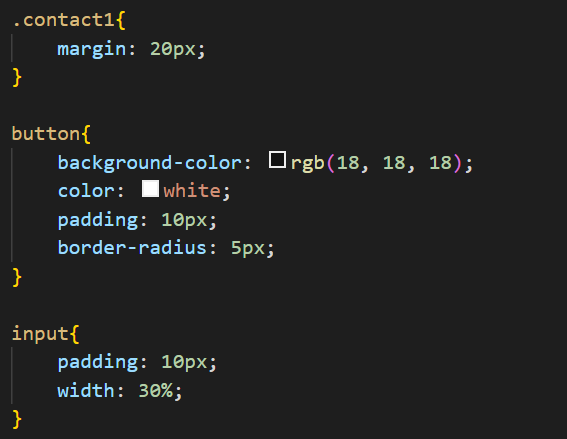 .contact1{
    margin: 20px;
}

button{
    background-color: rgb(18, 18, 18);
    color: white;
    padding: 10px;
    border-radius: 5px;
}

input{
    padding: 10px;
    width: 30%;
}